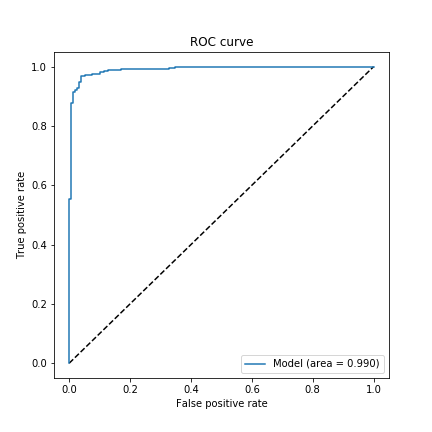 ROC curve
1.0
0.8
0.6
0.4
0.2
0.0
True positive rate
Model (area = 0.990)
0.0 0.2 0.4 0.6 0.8 1.0
False positive rate